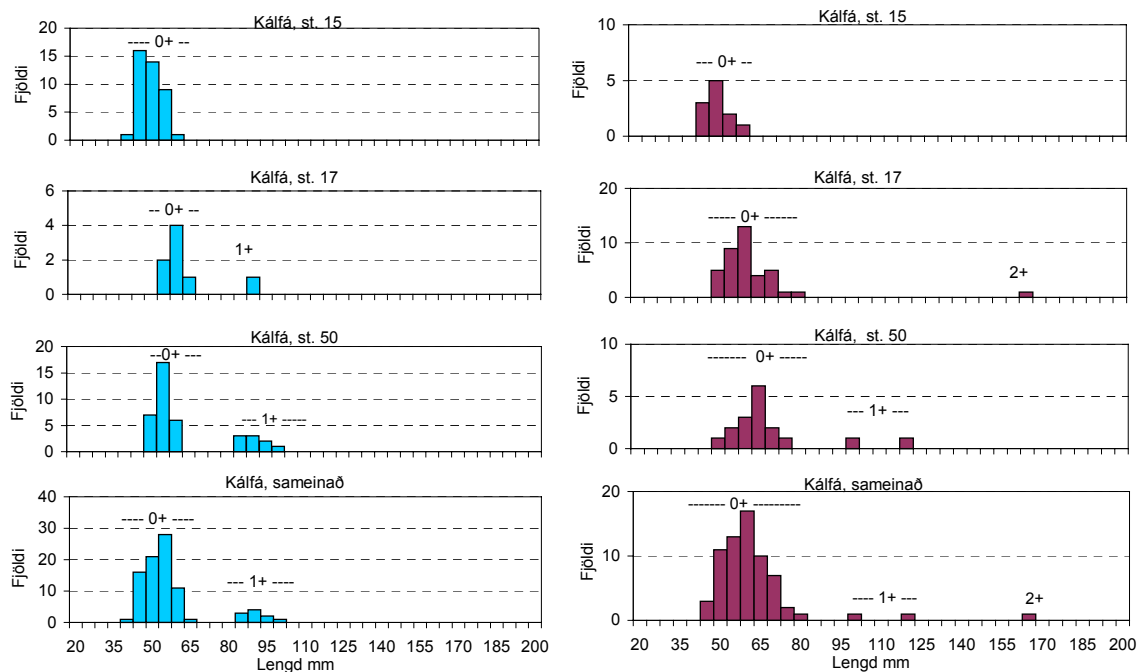 Kálfá, st. 15
Fjöldi
20
15
10
5
0
---- 0+ --
Kálfá, st. 17
Fjöldi
6
4
2
0
-- 0+ --
1+
Kálfá, st. 50
Fjöldi
20
15
10
5
0
--0+ ---
--- 1+ -----
Kálfá, sameinað
Fjöldi
40
30
20
10
0
---- 0+ ----
--- 1+ ----
20 35 50 65 80 95 110 125 140 155 170 185 200
Lengd mm
Kálfá, st. 15
Fjöldi
10
5
0
--- 0+ --
Kálfá, st. 17
Fjöldi
20
10
0
----- 0+ ------
2+
Kálfá, st. 50
Fjöldi
10
5
0
------- 0+ -----
--- 1+ ---
Kálfá, sameinað
Fjöldi
20
10
0
------- 0+ ---------
---- 1+ ---
2+
20 35 50 65 80 95 110 125 140 155 170 185 200
Lengd mm